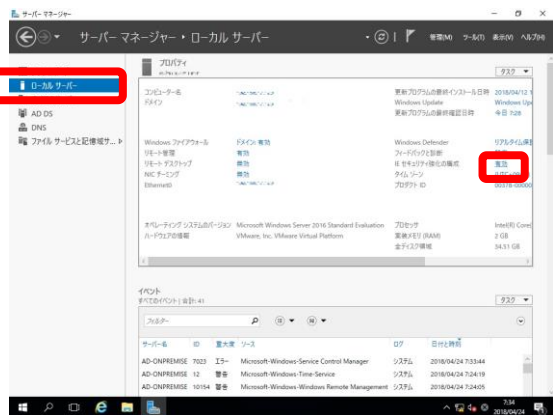 サーバー マネージャー
サーバー マネージャー ▸ ローカル サーバー
管理(M) ツール(T) 表示(V) ヘルプ(H)
ローカル サーバー
AD DS
DNS
ファイル サービスと記憶域サ...
プロパティ
タスク
コンピューター名
ドメイン
更新プログラムの最終インストール日時 2018/04/12 1
Windows Update Windows Upd
更新プログラムの最終確認日時 今日 7:28
Windows ファイアウォール ドメイン: 有効
リモート管理 有効
リモート デスクトップ 無効
NIC チーミング 無効
Ethernet0
Windows Defender リアルタイム保
フィードバックと診断
IE セキュリティ強化の構成 有効
タイム ゾーン
プロダクト ID 00378-00000
オペレーティング システムのバージョン Microsoft Windows Server 2016 Standard Evaluation
ハードウェアの情報 VMware, Inc. VMware Virtual Platform
プロセッサ Intel(R) Core(
実装メモリ (RAM) 2 GB
全ディスク領域 34.51 GB
イベント
すべてのイベント | 合計: 41
タスク
フィルター
サーバー名 ID 重大度 ソース ログ 日付と時刻
AD-ONPREMISE 7023 エラー Microsoft-Windows-Service Control Manager システム 2018/04/24 7:33:44
AD-ONPREMISE 12 警告 Microsoft-Windows-Time-Service システム 2018/04/24 7:24:19
AD-ONPREMISE 10154 警告 Microsoft-Windows-Windows Remote Management システム 2018/04/24 7:24:05
7:34
2018/04/24